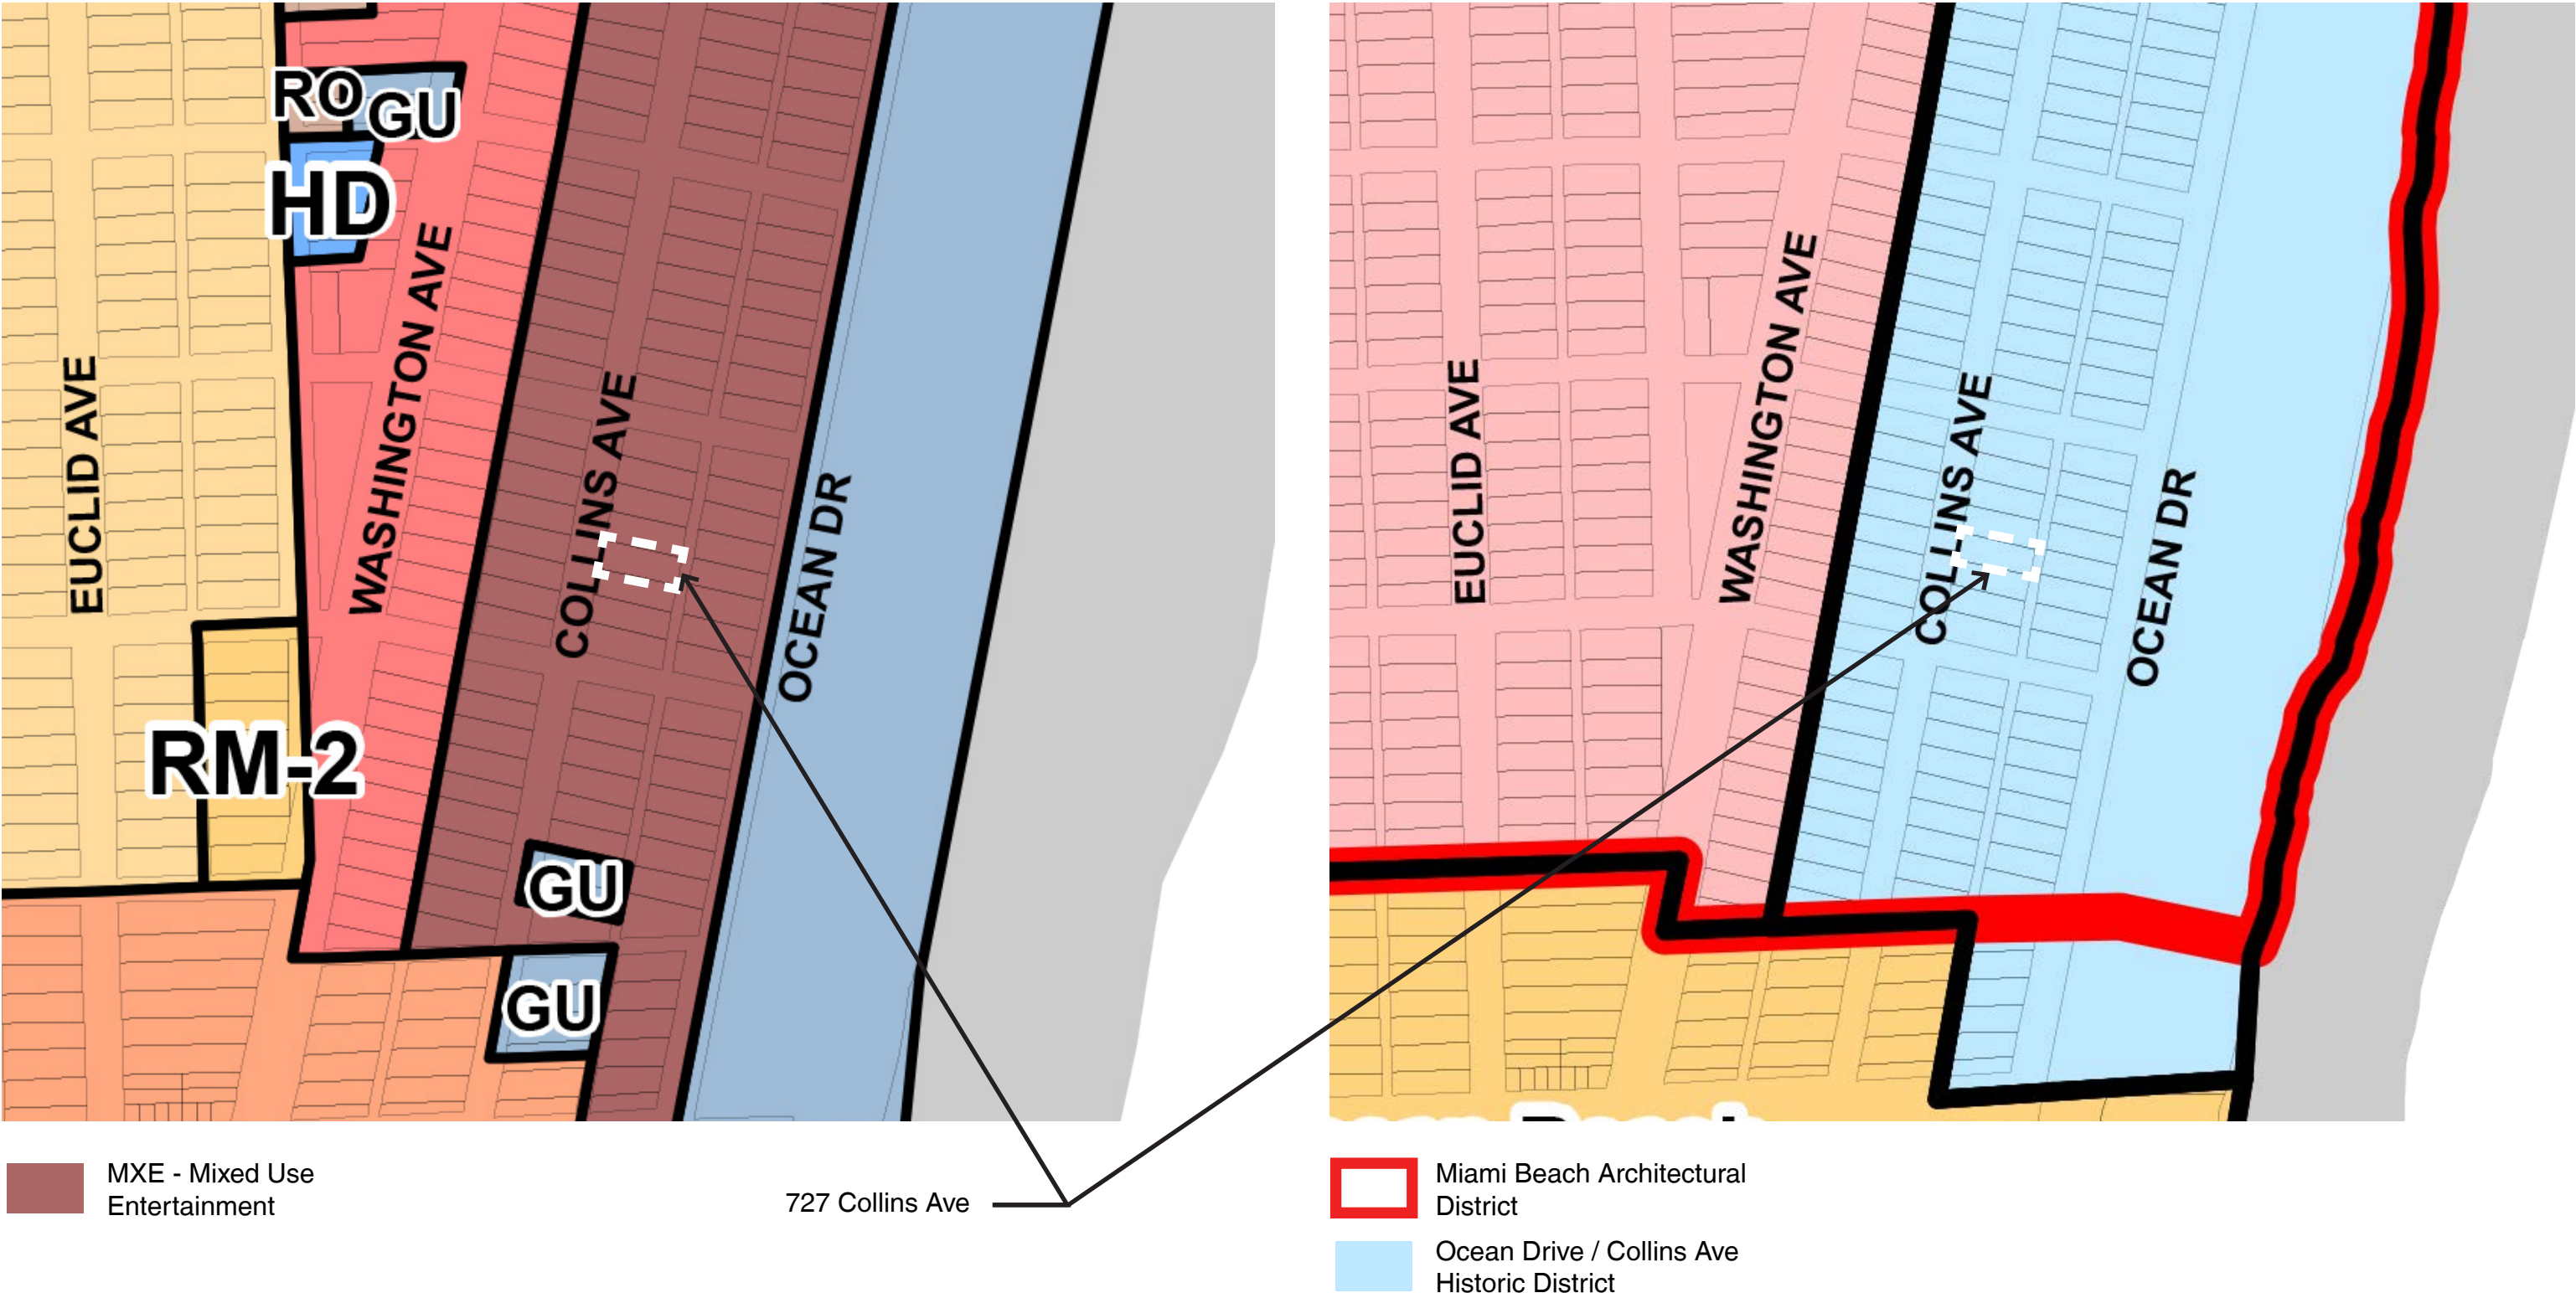 RO
GU
HD
WASHINGTON AVE
EUCLID AVE
COLLINS AVE
OCEAN DR
RM-2
GU
GU
WASHINGTON AVE
EUCLID AVE
COLLINS AVE
OCEAN DR
MXE - Mixed Use
Entertainment
727 Collins Ave
Miami Beach Architectural
District
Ocean Drive / Collins Ave
Historic District